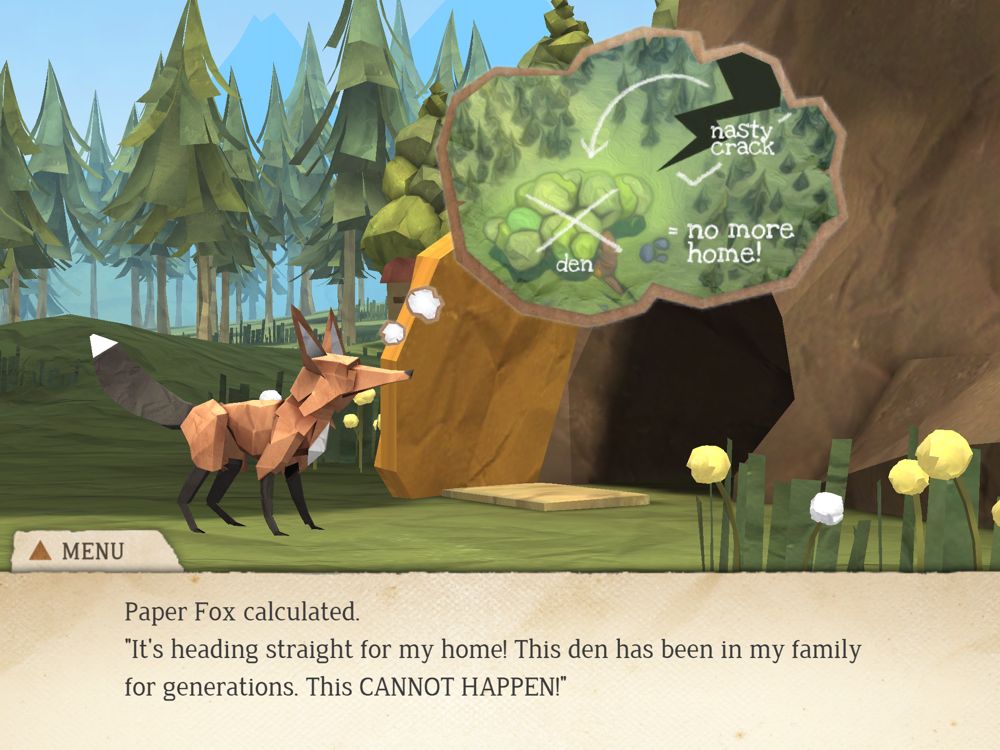 nasty
crack
= no more
home!
den
MENU
Paper Fox calculated.
"It's heading straight for my home! This den has been in my family
for generations. This CANNOT HAPPEN!"